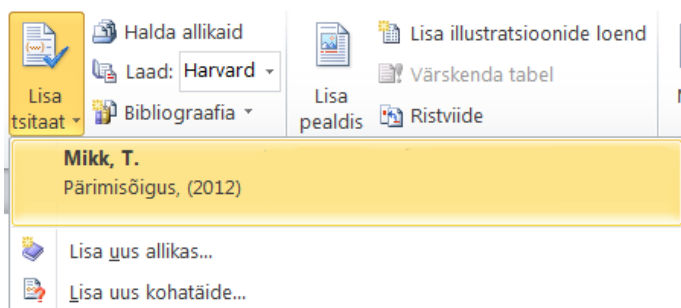 Lisa tsitaat
Halda allikaid
Laad: Harvard
Bibliograafia
Lisa pealdis
Lisa illustratsioonide loend
Värskenda tabel
Ristviide
Mikk, T.
Pärimisõigus, (2012)
Lisa uus allikas...
Lisa uus kohatäide...